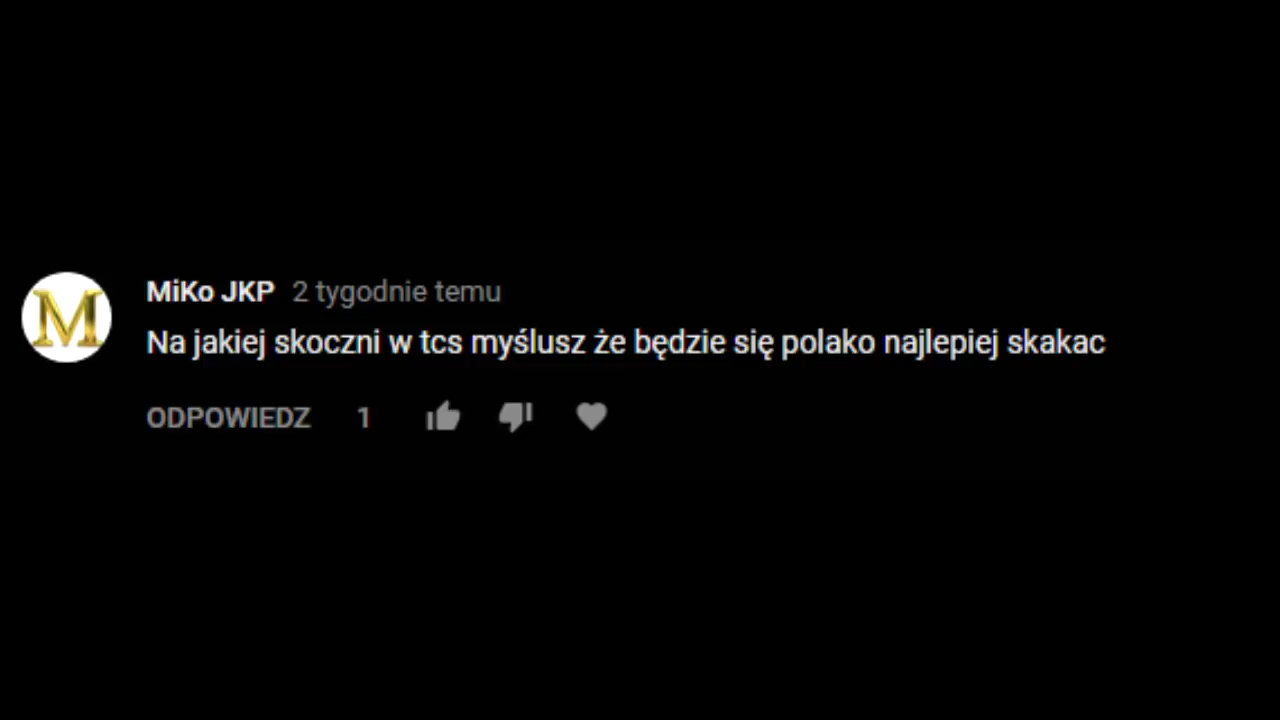 M
MiKo JKP 2 tygodnie temu
Na jakiej skoczni w tcs myślusz że będzie się polako najlepiej skakac
ODPOWIEDZ 1